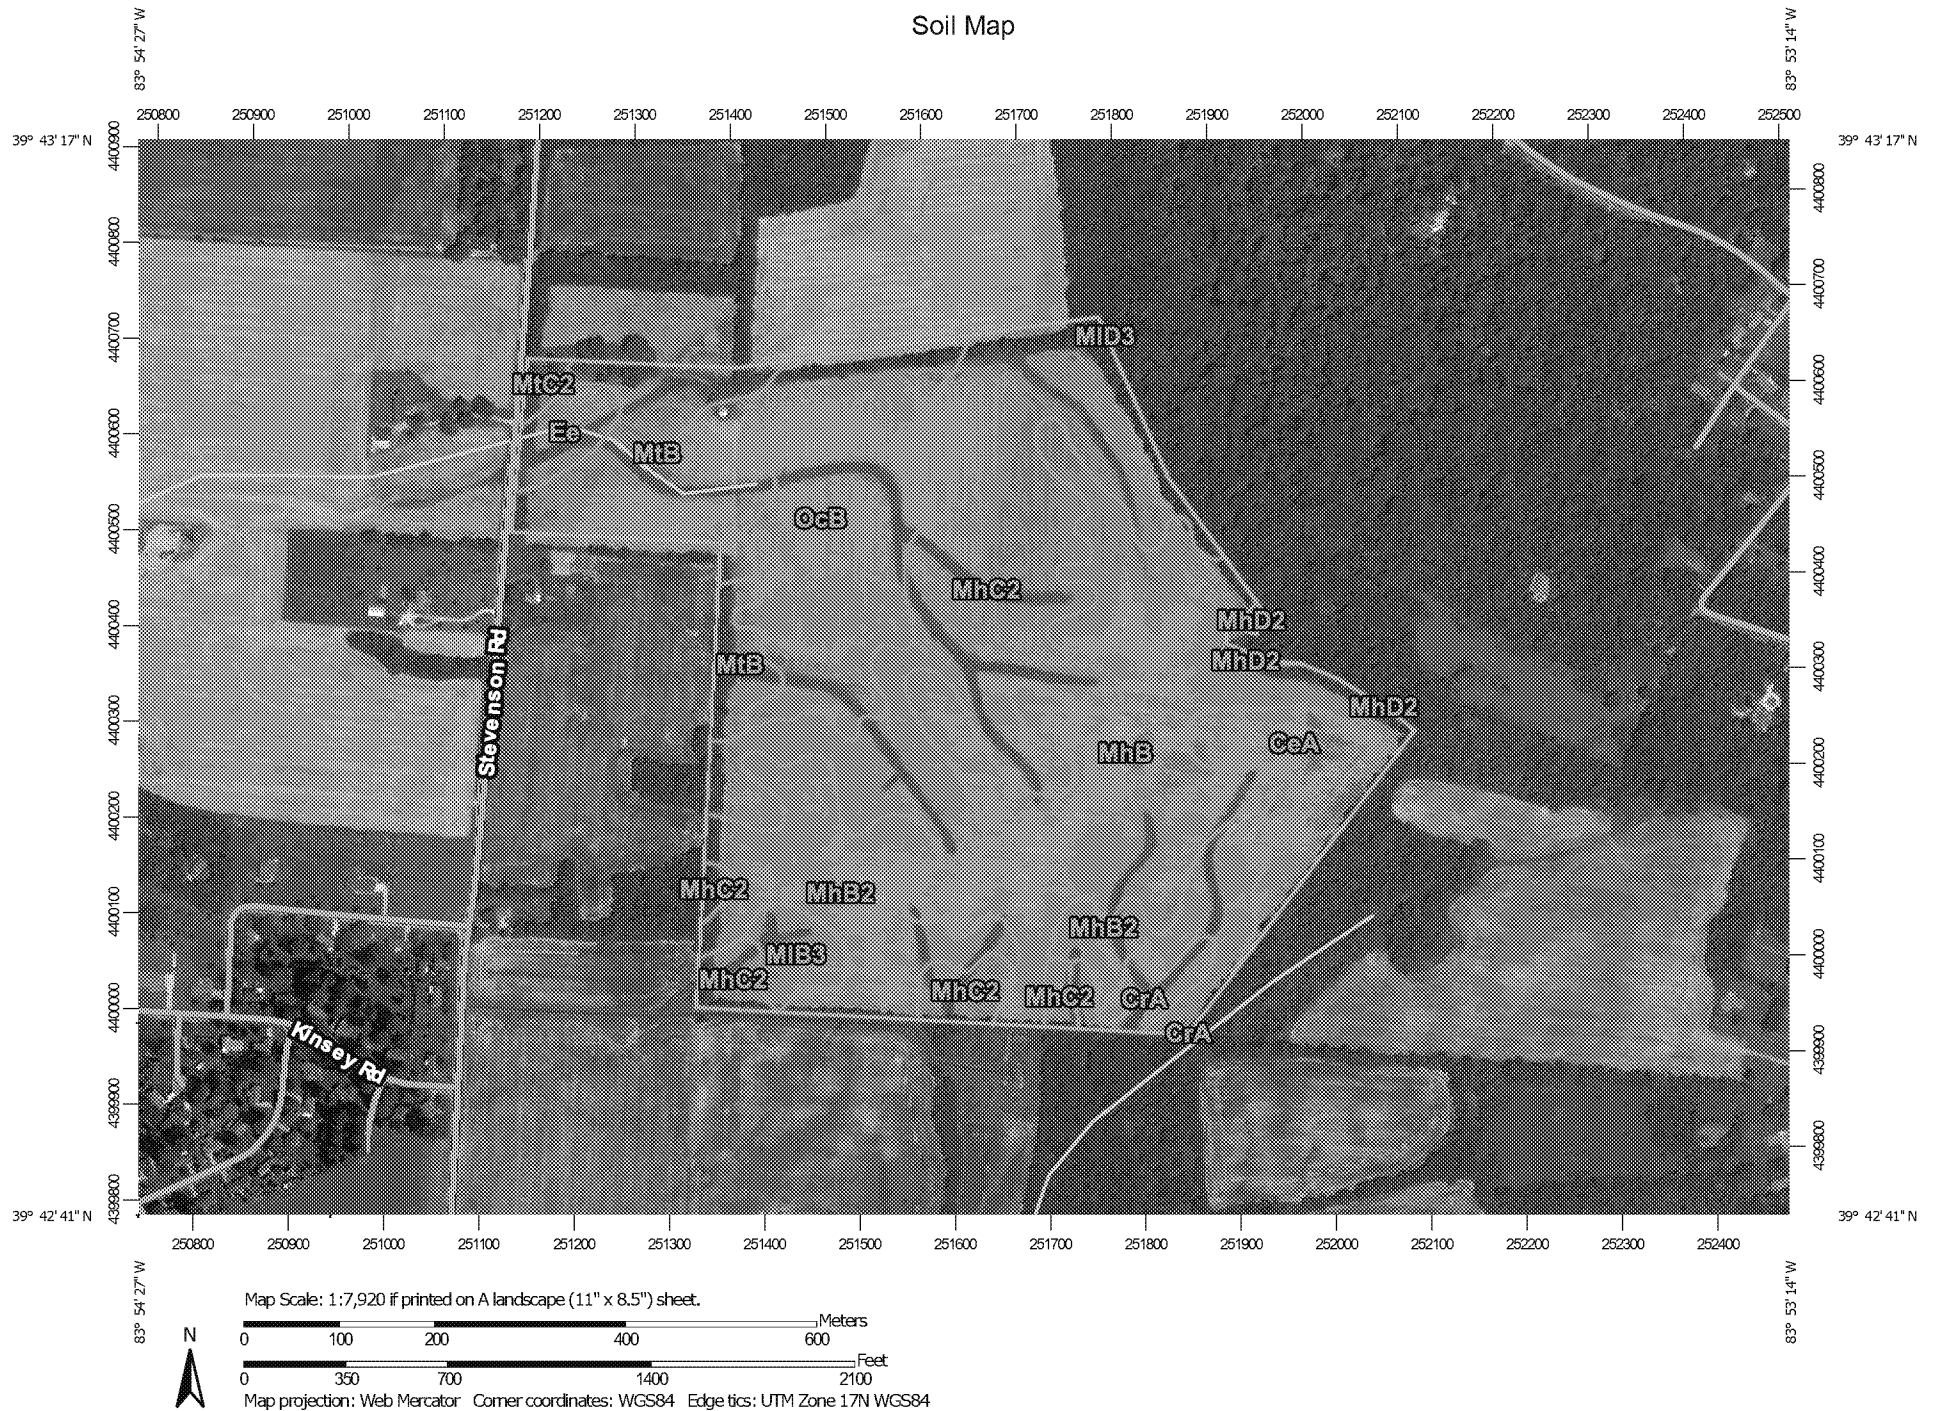 Soil Map
83° 54' 27" W
83° 53' 14" W
250800 250900 251000 251100 251200 251300 251400 251500 251600 251700 251800 251900 252000 252100 252200 252300 252400 252500
39° 43' 17" N
39° 43' 17" N
4400900
4400800
4400700
4400600
4400500
4400400
4400300
4400200
4400100
4400000
4399900
4399800
4400800
4400700
4400600
4400500
4400400
4400300
4400200
4400100
4400000
4399900
4399800
MlD3
MtC2
Ee
MtB
OcB
MhC2
MhD2
MtB
MhD2
Stevenson Rd
MhD2
CeA
MhB
MhC2
MhB2
MhB2
MlB3
MhC2
MhC2
MhC2
CrA
CrA
Kinsey Rd
39° 42' 41" N
39° 42' 41" N
250800 250900 251000 251100 251200 251300 251400 251500 251600 251700 251800 251900 252000 252100 252200 252300 252400
83° 54' 27" W
83° 53' 14" W
Map Scale: 1:7,920 if printed on A landscape (11" x 8.5") sheet.
Meters
0 100 200 400 600
N
Feet
0 350 700 1400 2100
Map projection: Web Mercator Corner coordinates: WGS84 Edge tics: UTM Zone 17N WGS84